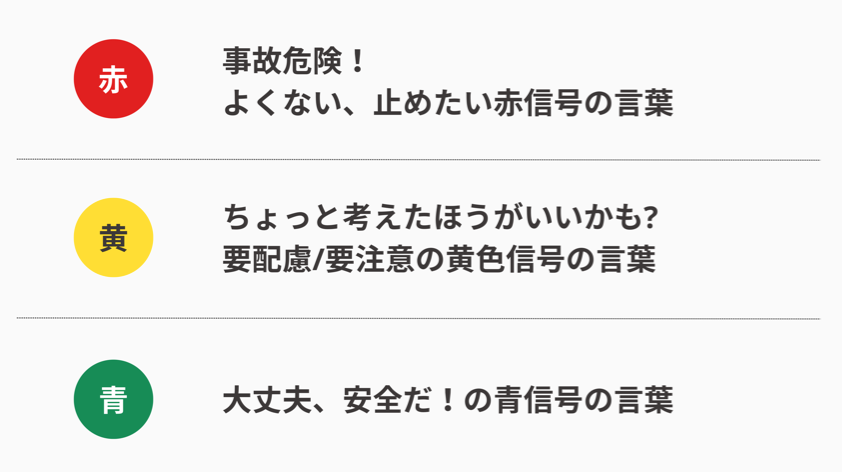 赤
事故危険！
よくない、止めたい赤信号の言葉
黄
ちょっと考えたほうがいいかも?
要配慮/要注意の黄色信号の言葉
青
大丈夫、安全だ！の青信号の言葉